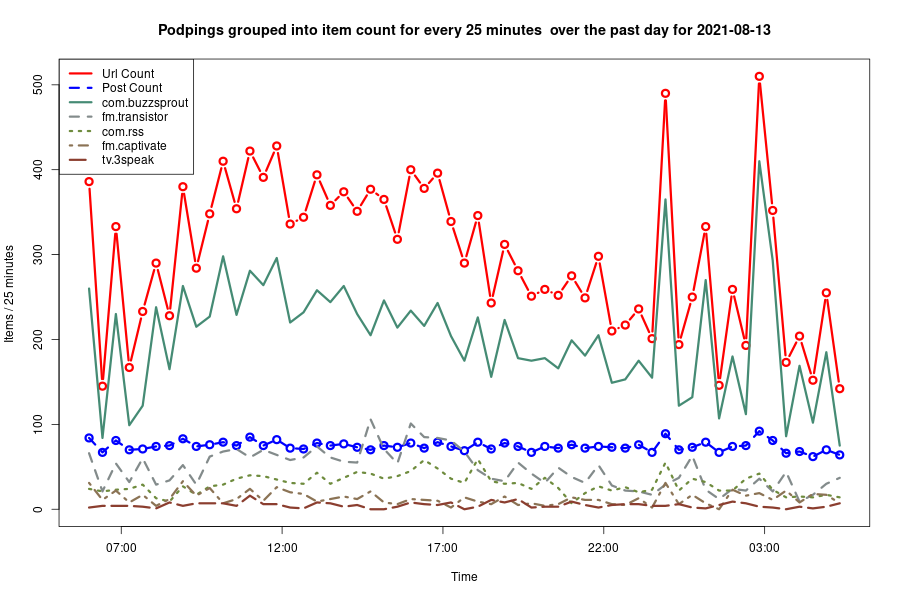 Podpings grouped into item count for every 25 minutes  over the past day for 2021-08-13
Url Count
Post Count
com.buzzsprout
fm.transistor
com.rss
fm.captivate
tv.3speak
Items / 25 minutes
500
400
300
200
100
0
07:00
12:00
17:00
22:00
03:00
Time